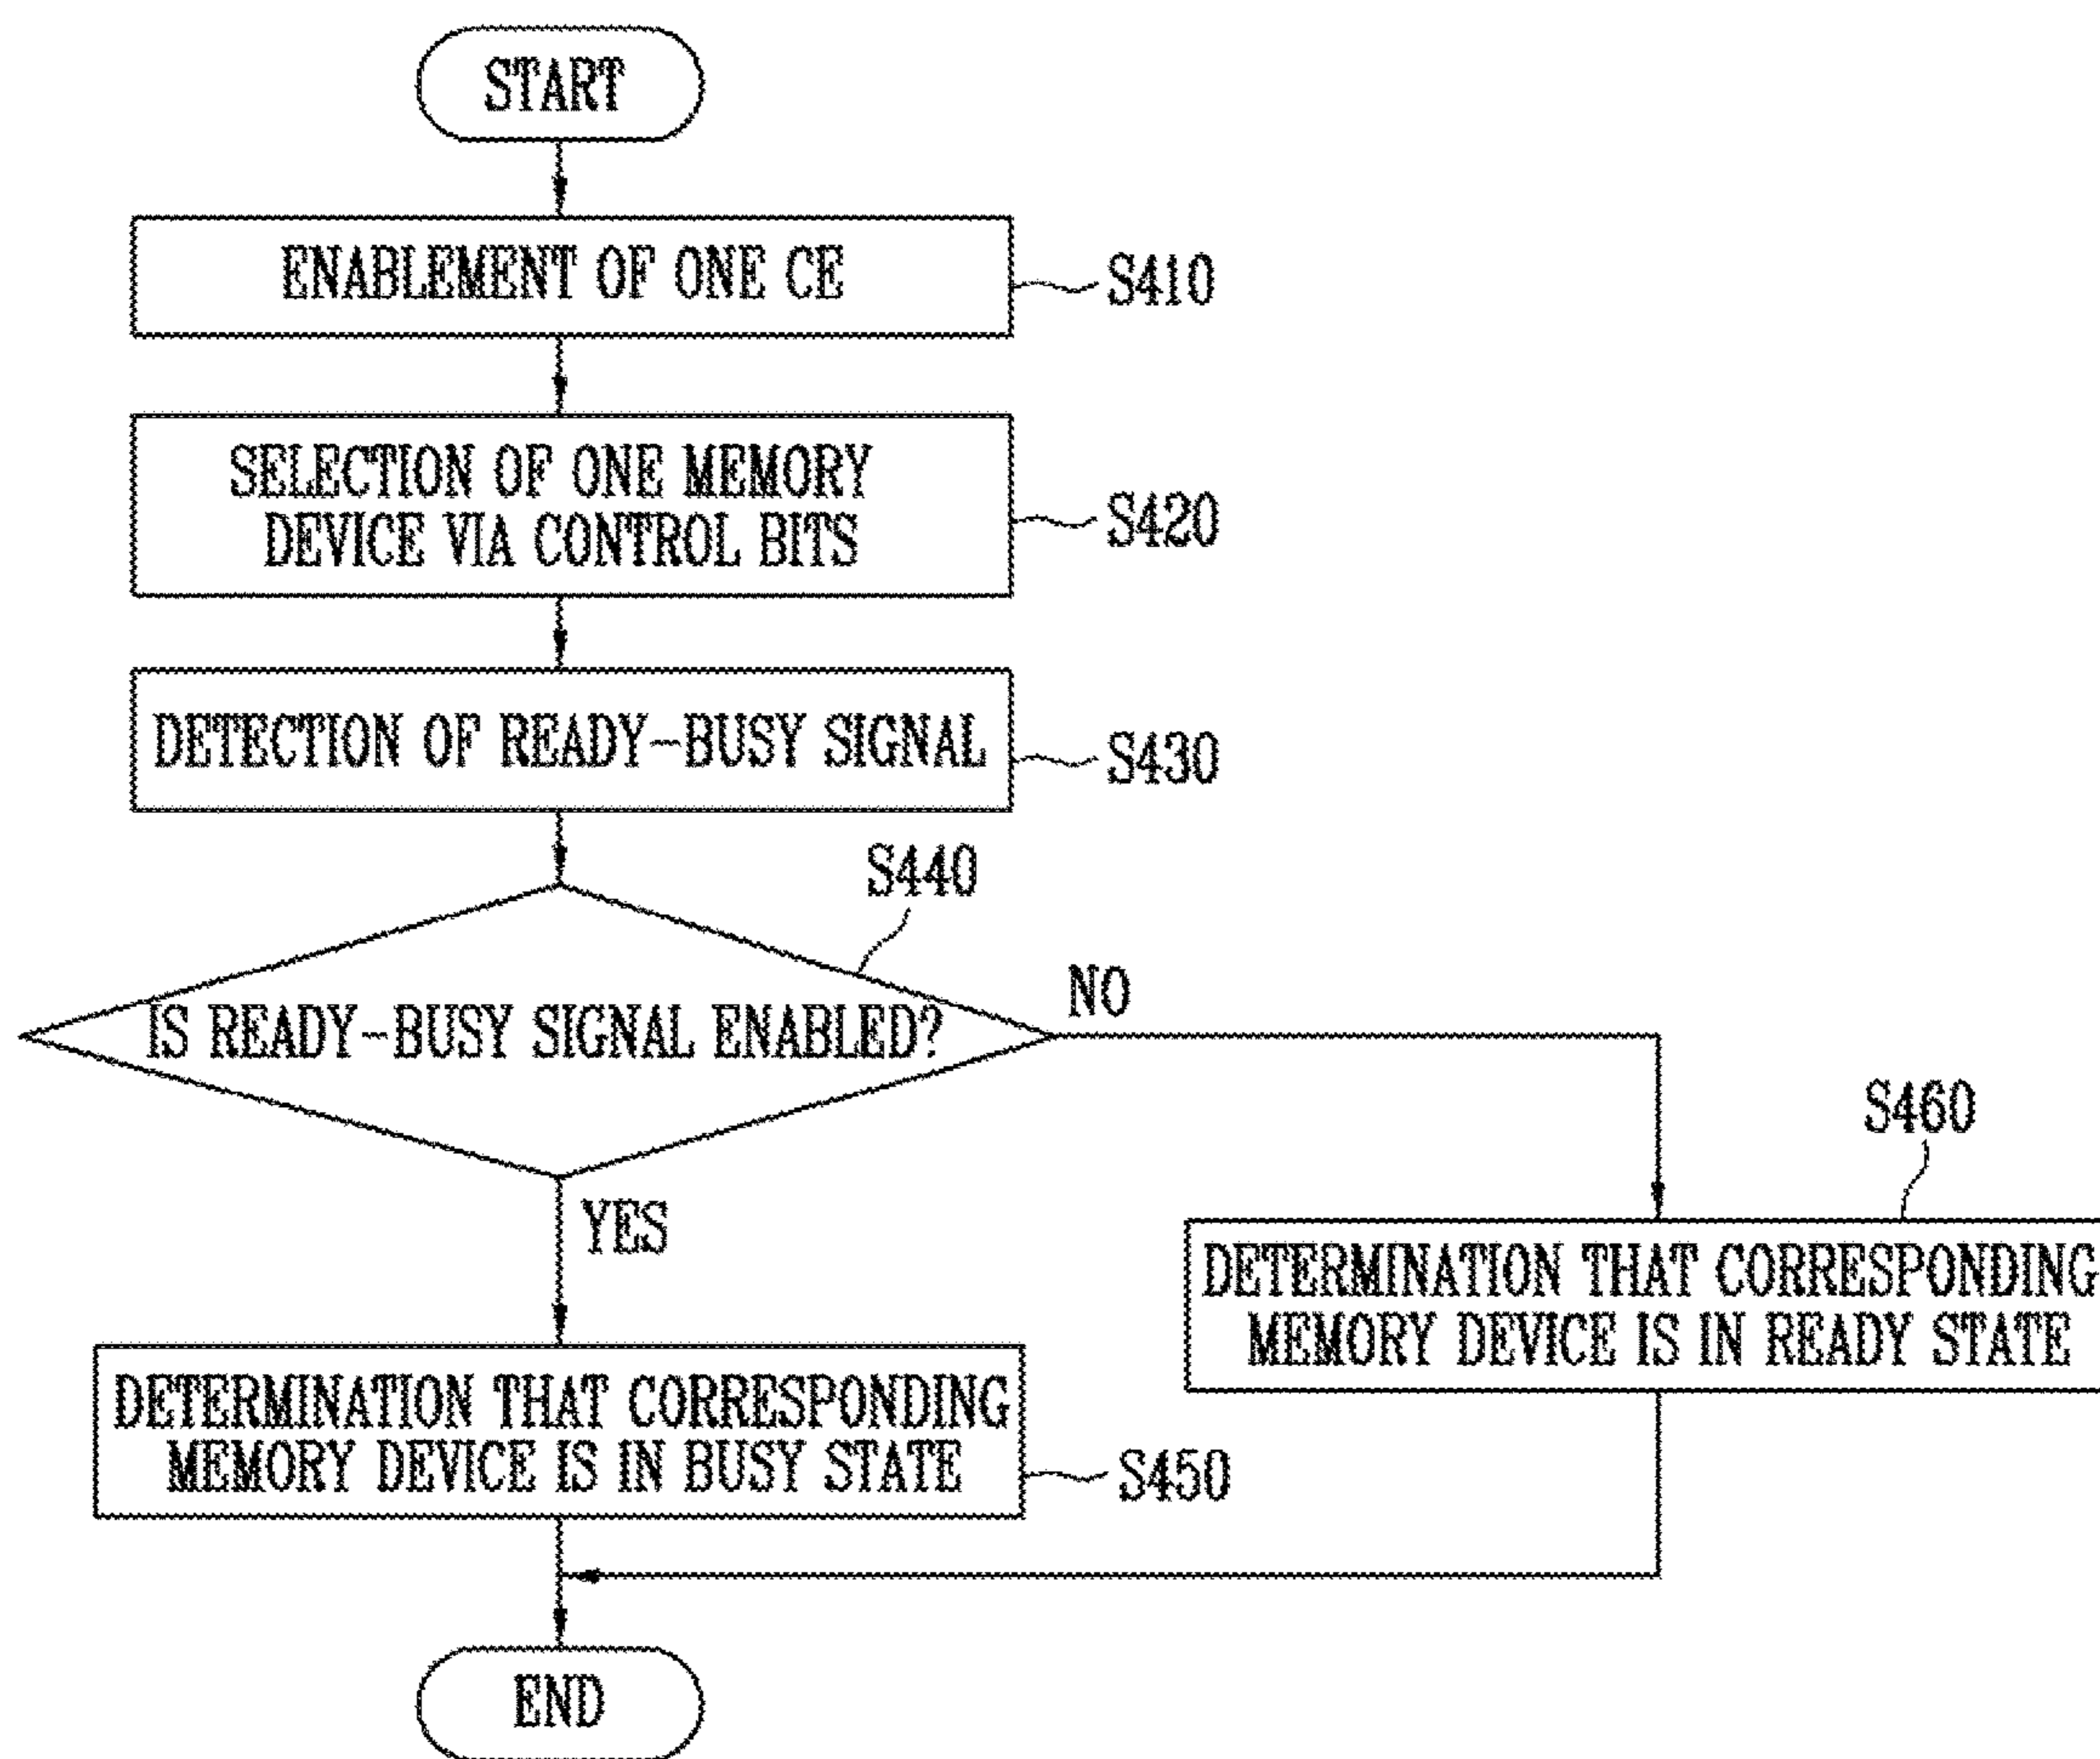 START
ENABLEMENT OF ONE CE
S410
SELECTION OF ONE MEMORY
DEVICE VIA CONTROL BITS
S420
DETECTION OF READY-BUSY SIGNAL
S430
S440
IS READY-BUSY SIGNAL ENABLED?
NO
YES
S460
DETERMINATION THAT CORRESPONDING
MEMORY DEVICE IS IN READY STATE
DETERMINATION THAT CORRESPONDING
MEMORY DEVICE IS IN BUSY STATE
S450
END